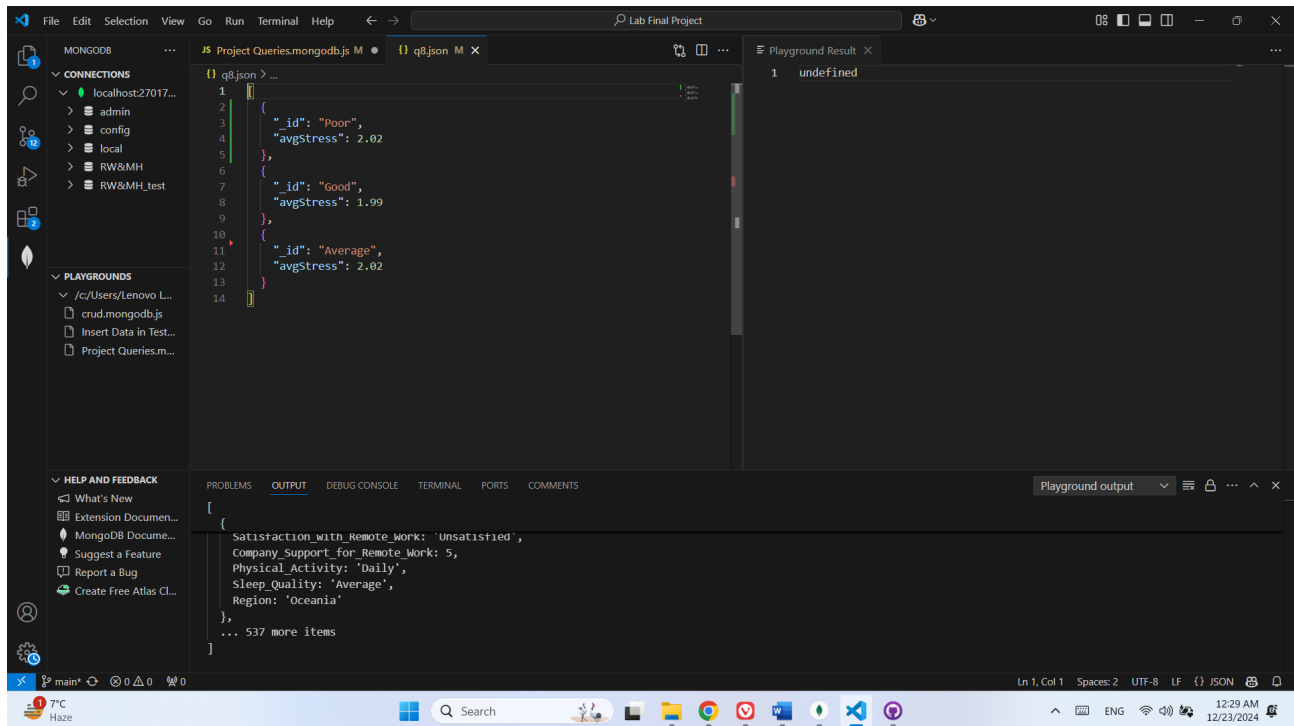 File Edit Selection View Go Run Terminal Help
Lab Final Project
MONGODB
CONNECTIONS
localhost:27017...
admin
config
local
RW&MH
RW&MH_test
PLAYGROUNDS
/c:/Users/Lenovo L...
crud.mongodb.js
Insert Data in Test...
Project Queries.m...
HELP AND FEEDBACK
What's New
Extension Documen...
MongoDB Docume...
Suggest a Feature
Report a Bug
Create Free Atlas Cl...
1
12
2
JS Project Queries.mongodb.js M
{} q8.json M
{} q8.json > ...
1 [
2 {
3 "_id": "Poor",
4 "avgStress": 2.02
5 },
6 {
7 "_id": "Good",
8 "avgStress": 1.99
9 },
10 {
11 "_id": "Average",
12 "avgStress": 2.02
13 }
14 ]
Playground Result
1 undefined
PROBLEMS OUTPUT DEBUG CONSOLE TERMINAL PORTS COMMENTS
Playground output
[
{
Satisfaction_with_Remote_Work: 'Unsatisfied',
Company_Support_for_Remote_Work: 5,
Physical_Activity: 'Daily',
Sleep_Quality: 'Average',
Region: 'Oceania'
},
... 537 more items
]
main* 0 0 0
Ln 1, Col 1 Spaces: 2 UTF-8 LF {} JSON
1
7°C
Haze
Search
ENG
12:29 AM
12/23/2024